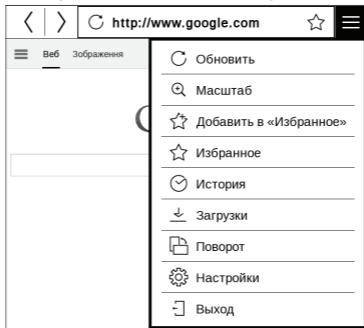 http://www.google.com
Веб Зображення
Обновить
Масштаб
Добавить в «Избранное»
Избранное
История
Загрузки
Поворот
Настройки
Выход